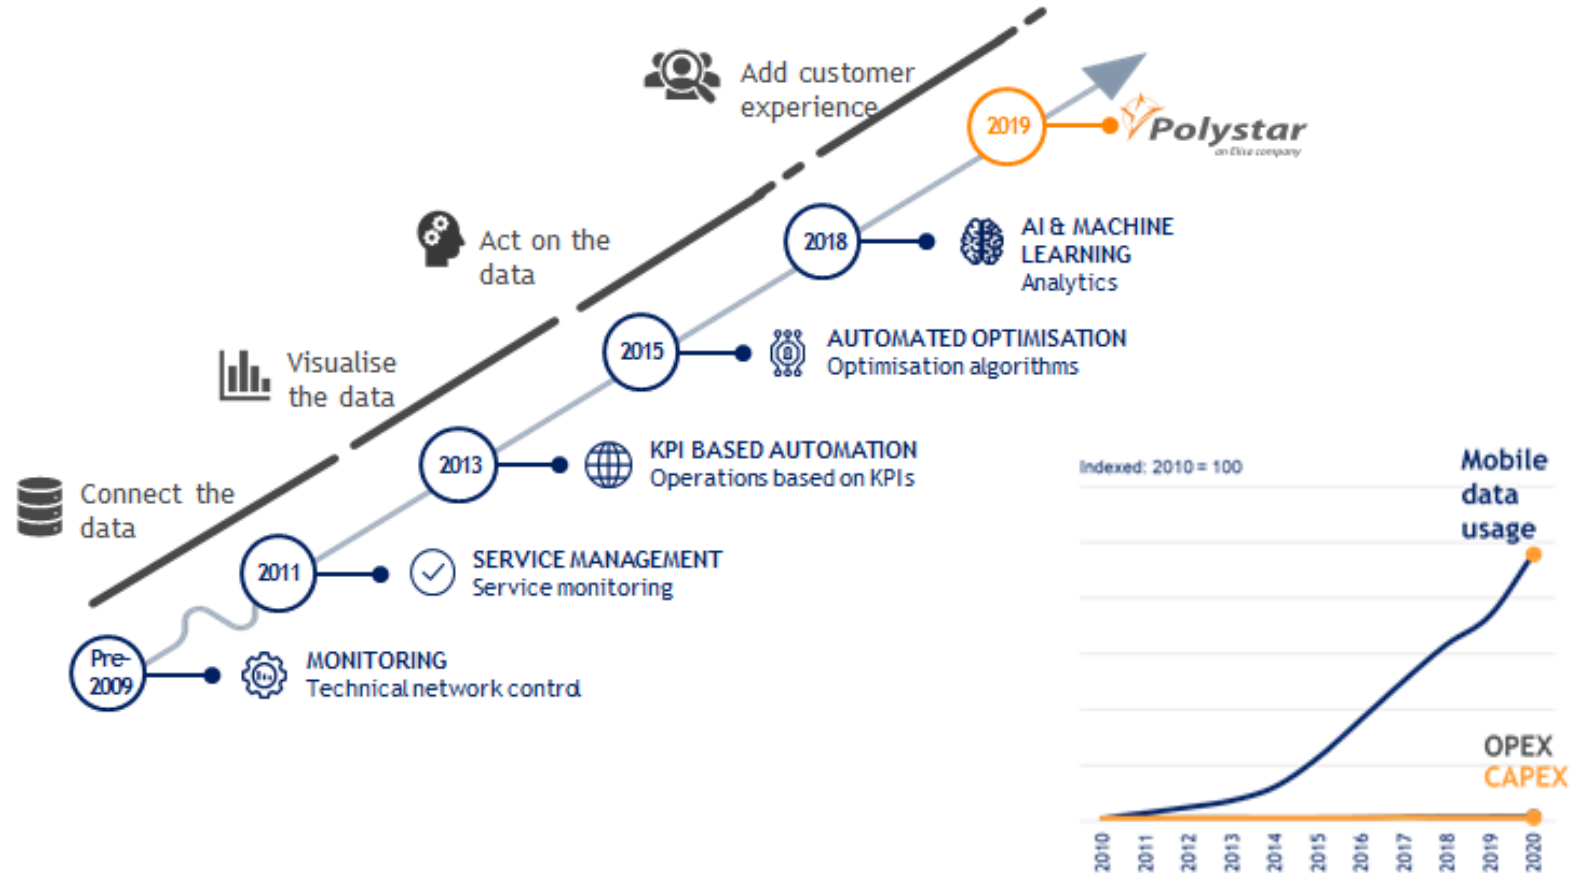 Add customer
experience
2019
Polystar
an Elisa company
Act on the
data
2018
AI & MACHINE
LEARNING
Analytics
Visualise
the data
2015
AUTOMATED OPTIMISATION
Optimisation algorithms
Connect the
data
2013
KPI BASED AUTOMATION
Operations based on KPIs
2011
SERVICE MANAGEMENT
Service monitoring
Pre-
2009
MONITORING
Technical network control
Indexed: 2010 = 100
Mobile
data
usage
OPEX
CAPEX
2010
2011
2012
2013
2014
2015
2016
2017
2018
2019
2020